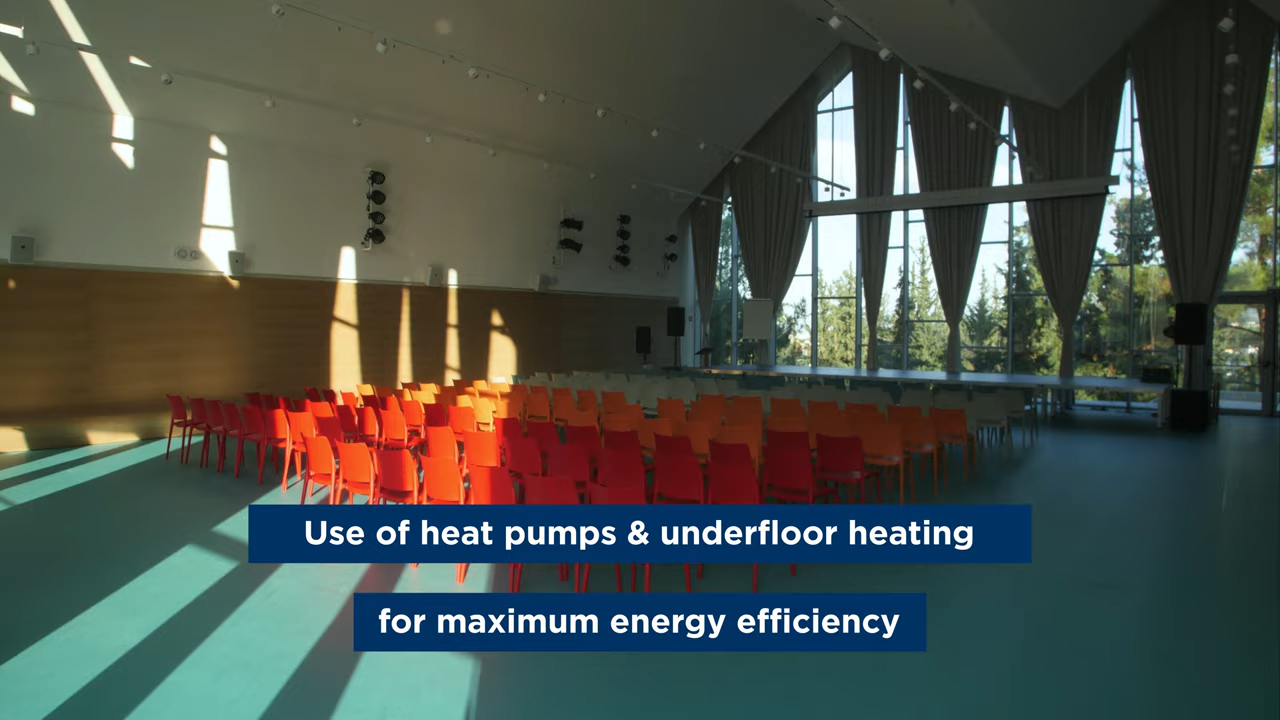 Use of heat pumps & underfloor heating
for maximum energy efficiency